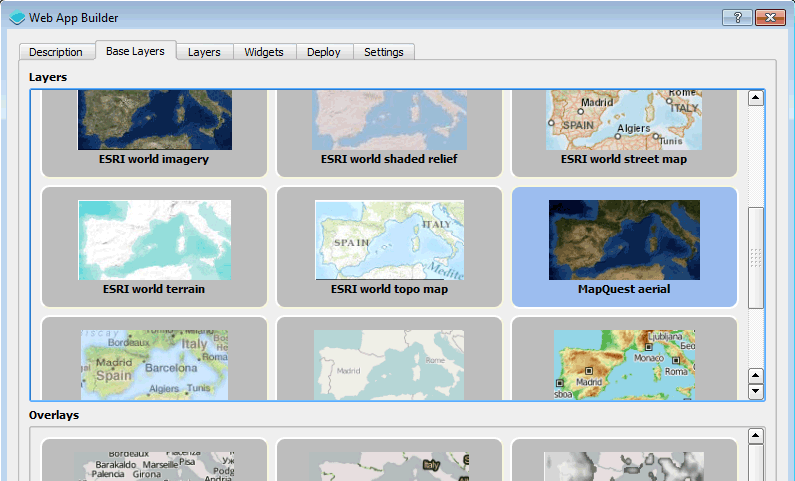 Web App Builder
Description Base Layers Layers Widgets Deploy Settings
Layers
Madrid
SPAIN
Rome
ITALY
Algiers
Tunis
ESRI world imagery ESRI world shaded relief ESRI world street map
SPAIN
ITALY
Medite
ESRI world terrain ESRI world topo map MapQuest aerial
Bordeaux
Italy
Madrid
Roma
Spain
Barcelona
Algiers
Tunis
Madrid
Rome
Ljubljana
Beo
Monaco
Madrid
Roma
sboa
Overlays
Bordeaux
Piacenza
Уж
Barakaldo
Marseille
Pisa
Palencia
Girona
Podg
Italy
S